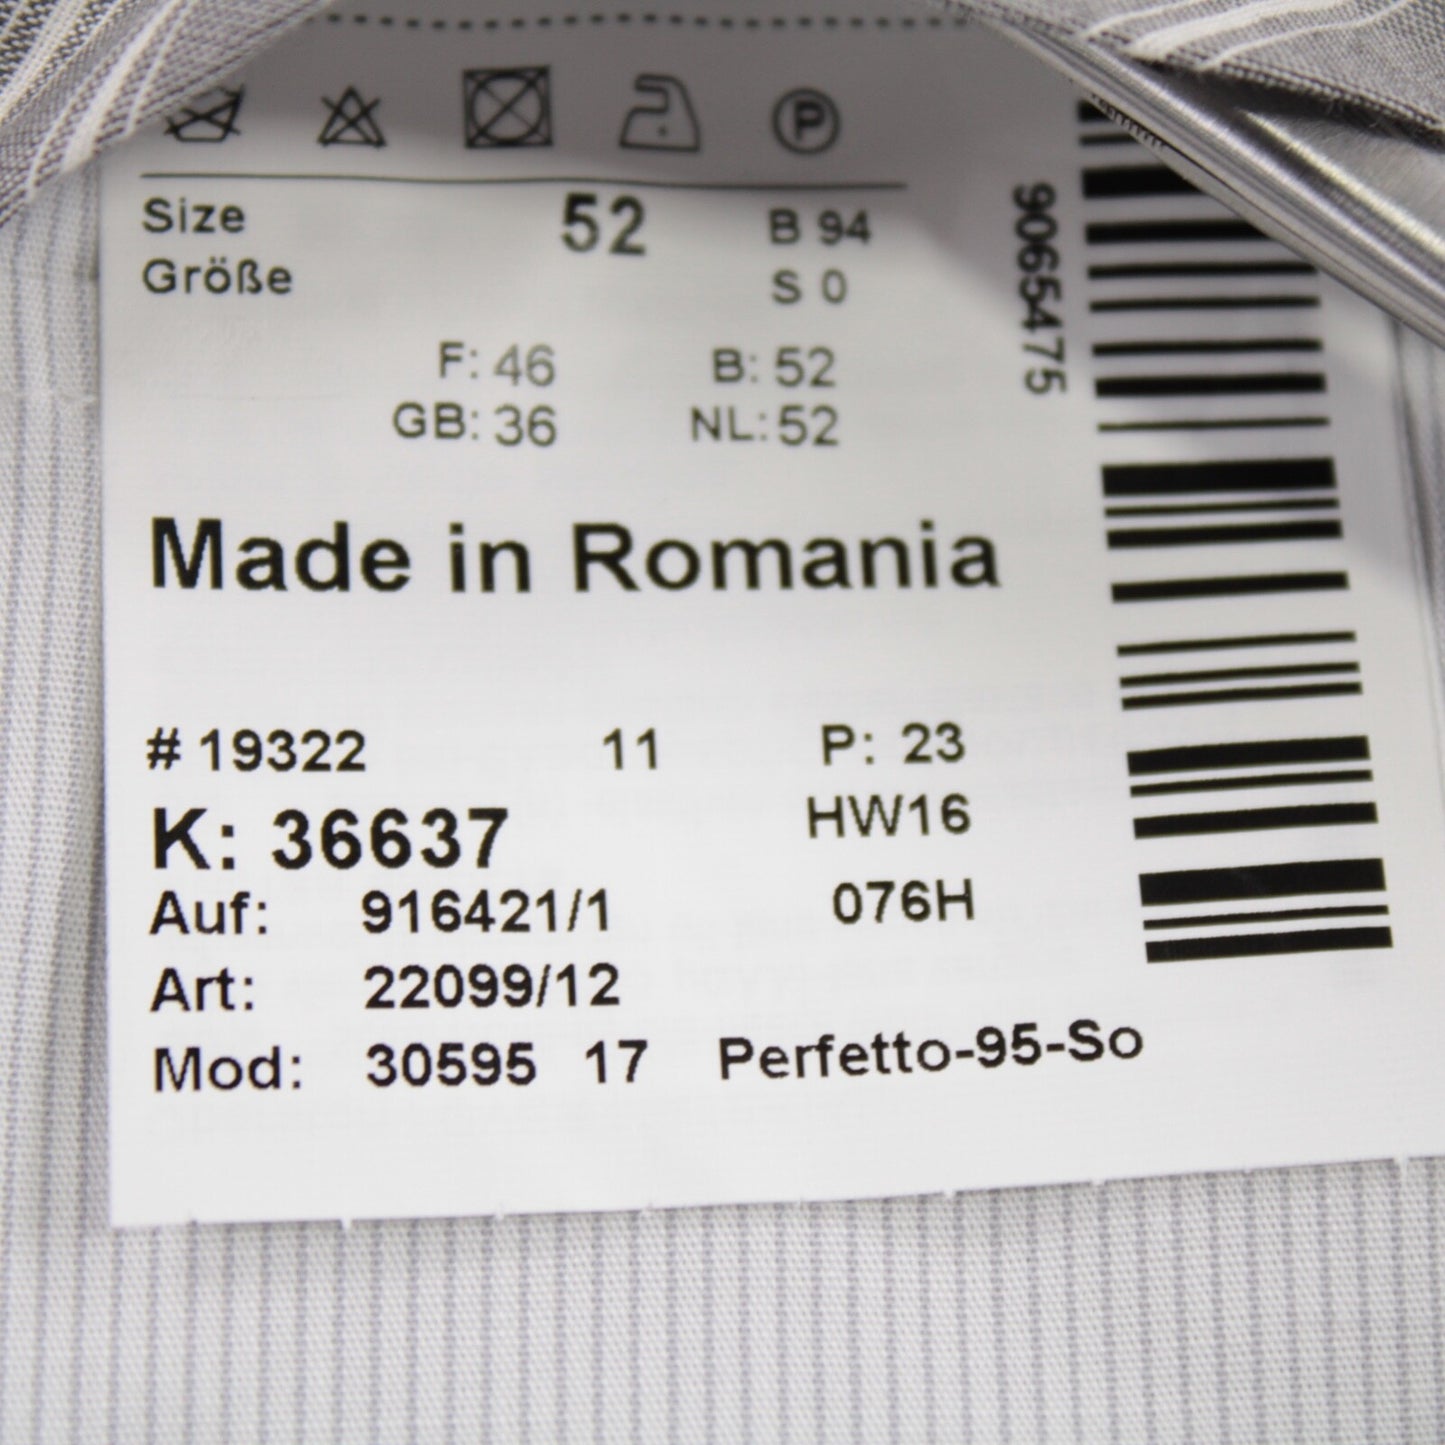 Size 52 B 94
Größe S 0
F: 46 B: 52
GB: 36 NL: 52
Made in Romania
# 19322 11 P: 23
K: 36637 HW16
Auf: 916421/1 076H
Art: 22099/12
Mod: 30595 17 Perfetto-95-So
9065475
P